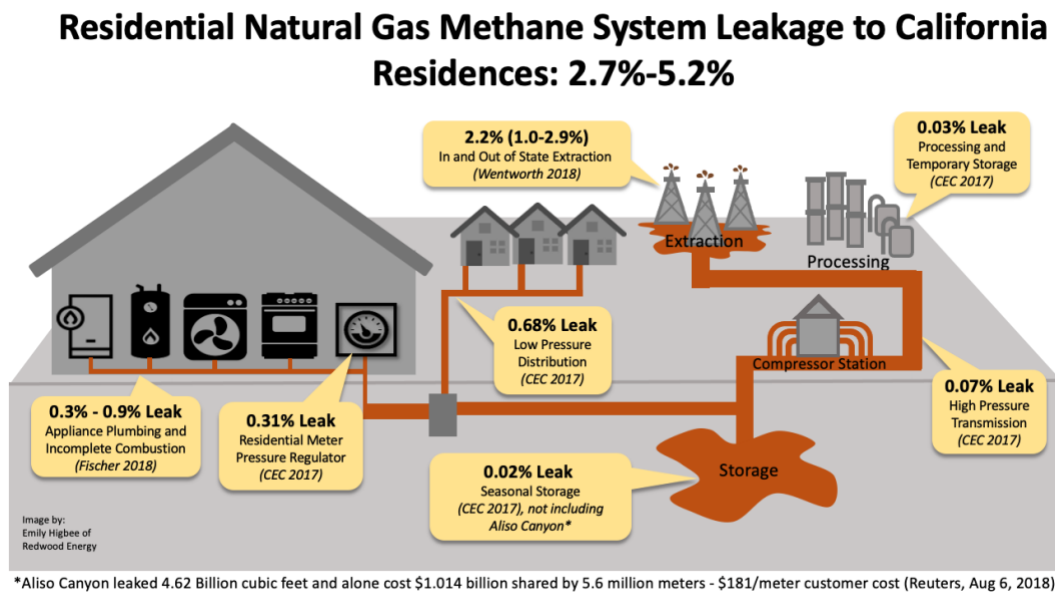 Residential Natural Gas Methane System Leakage to California
Residences: 2.7%-5.2%
2.2% (1.0-2.9%)
In and Out of State Extraction
(Wentworth 2018)
0.03% Leak
Processing and
Temporary Storage
(CEC 2017)
Extraction
Processing
0.68% Leak
Low Pressure
Distribution
(CEC 2017)
Compressor Station
0.07% Leak
High Pressure
Transmission
(CEC 2017)
0.3% - 0.9% Leak
Appliance Plumbing and
Incomplete Combustion
(Fischer 2018)
0.31% Leak
Residential Meter
Pressure Regulator
(CEC 2017)
0.02% Leak
Seasonal Storage
(CEC 2017), not including
Aliso Canyon*
Storage
Image by:
Emily Higbee of
Redwood Energy
*Aliso Canyon leaked 4.62 Billion cubic feet and alone cost $1.014 billion shared by 5.6 million meters - $181/meter customer cost (Reuters, Aug 6, 2018)